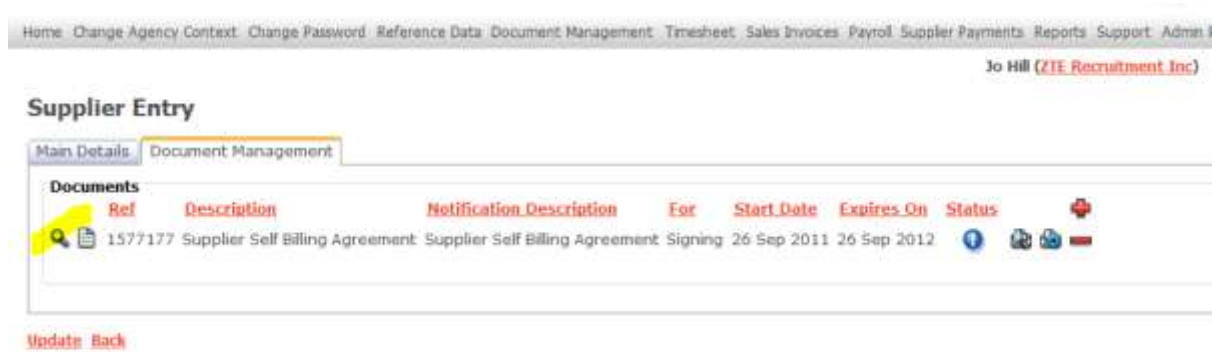 Home Change Agency Context Change Password Reference Data Document Management Timesheet Sales Invoices Payroll Supplier Payments Reports Support Admin
Jo Hill (ZTE Recruitment Inc)
Supplier Entry
Main Details Document Management
Documents
Ref Description Notification Description For Start Date Expires On Status
1577177 Supplier Self Billing Agreement Supplier Self Billing Agreement Signing 26 Sep 2011 26 Sep 2012
Update Back